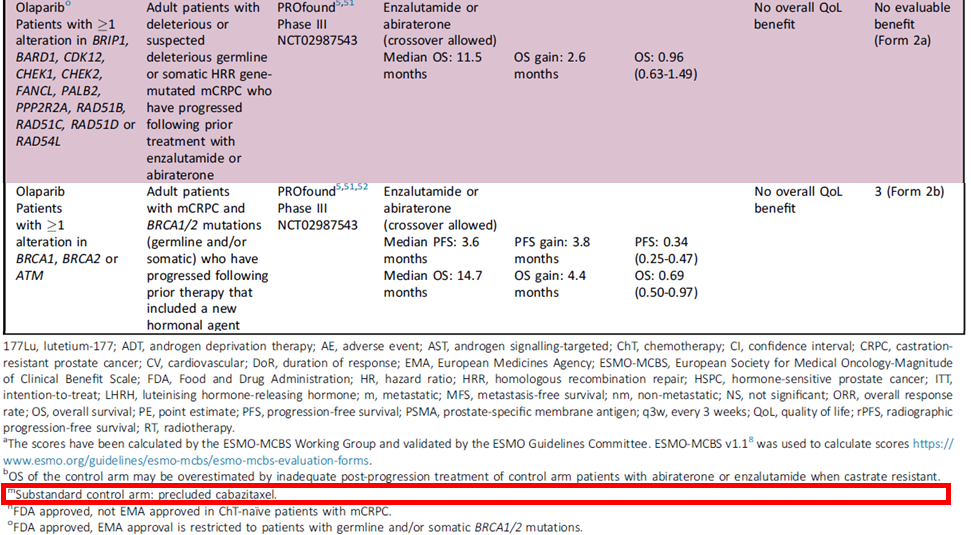 Olaparibᵒ
Patients with ≥1
alteration in BRIP1,
BARD1, CDK12,
CHEK1, CHEK2,
FANCL, PALB2,
PPP2R2A, RAD51B,
RAD51C, RAD51D or
RAD54L
Adult patients with
deleterious or
suspected
deleterious germline
or somatic HRR gene-
mutated mCRPC who
have progressed
following prior
treatment with
enzalutamide or
abiraterone
PROfound⁵,⁵¹
Phase III
NCT02987543
Enzalutamide or
abiraterone
(crossover allowed)
Median OS: 11.5
months
OS gain: 2.6
months
OS: 0.96
(0.63-1.49)
No overall QoL
benefit
No evaluable
benefit
(Form 2a)
Olaparib
Patients
with ≥1
alteration in
BRCA1, BRCA2 or
ATM
Adult patients
with mCRPC and
BRCA1/2 mutations
(germline and/or
somatic) who have
progressed following
prior therapy that
included a new
hormonal agent
PROfound⁵,⁵¹,⁵²
Phase III
NCT02987543
Enzalutamide or
abiraterone
(crossover allowed)
Median PFS: 3.6
months
Median OS: 14.7
months
PFS gain: 3.8
months
OS gain: 4.4
months
PFS: 0.34
(0.25-0.47)
OS: 0.69
(0.50-0.97)
No overall QoL
benefit
3 (Form 2b)
177Lu, lutetium-177; ADT, androgen deprivation therapy; AE, adverse event; AST, androgen signalling-targeted; ChT, chemotherapy; CI, confidence interval; CRPC, castration-
resistant prostate cancer; CV, cardiovascular; DoR, duration of response; EMA, European Medicines Agency; ESMO-MCBS, European Society for Medical Oncology-Magnitude
of Clinical Benefit Scale; FDA, Food and Drug Administration; HR, hazard ratio; HRR, homologous recombination repair; HSPC, hormone-sensitive prostate cancer; ITT,
intention-to-treat; LHRH, luteinising hormone-releasing hormone; m, metastatic; MFS, metastasis-free survival; nm, non-metastatic; NS, not significant; ORR, overall response
rate; OS, overall survival; PE, point estimate; PFS, progression-free survival; PSMA, prostate-specific membrane antigen; q3w, every 3 weeks; QoL, quality of life; rPFS, radiographic
progression-free survival; RT, radiotherapy.
ᵃThe scores have been calculated by the ESMO-MCBS Working Group and validated by the ESMO Guidelines Committee. ESMO-MCBS v1.1⁸ was used to calculate scores https://
www.esmo.org/guidelines/esmo-mcbs/esmo-mcbs-evaluation-forms.
ᵇOS of the control arm may be overestimated by inadequate post-progression treatment of control arm patients with abiraterone or enzalutamide when castrate resistant.
ᵐSubstandard control arm: precluded cabazitaxel.
ⁿFDA approved, not EMA approved in ChT-naïve patients with mCRPC.
ᵒFDA approved, EMA approval is restricted to patients with germline and/or somatic BRCA1/2 mutations.